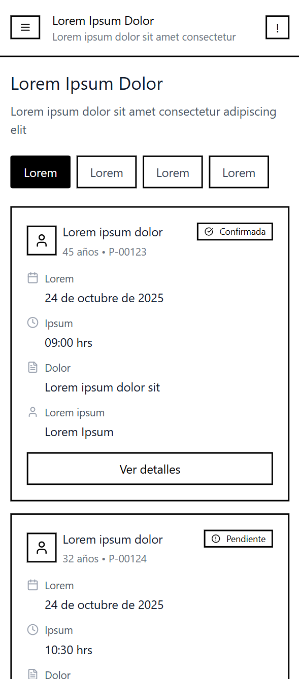 Lorem Ipsum Dolor
Lorem ipsum dolor sit amet consectetur
!
Lorem Ipsum Dolor
Lorem ipsum dolor sit amet consectetur adipiscing
elit
Lorem
Lorem
Lorem
Lorem
Lorem ipsum dolor
Confirmada
45 años • P-00123
Lorem
24 de octubre de 2025
Ipsum
09:00 hrs
Dolor
Lorem ipsum dolor sit
Lorem ipsum
Lorem Ipsum
Ver detalles
Lorem ipsum dolor
Pendiente
32 años • P-00124
Lorem
24 de octubre de 2025
Ipsum
10:30 hrs
Dolor